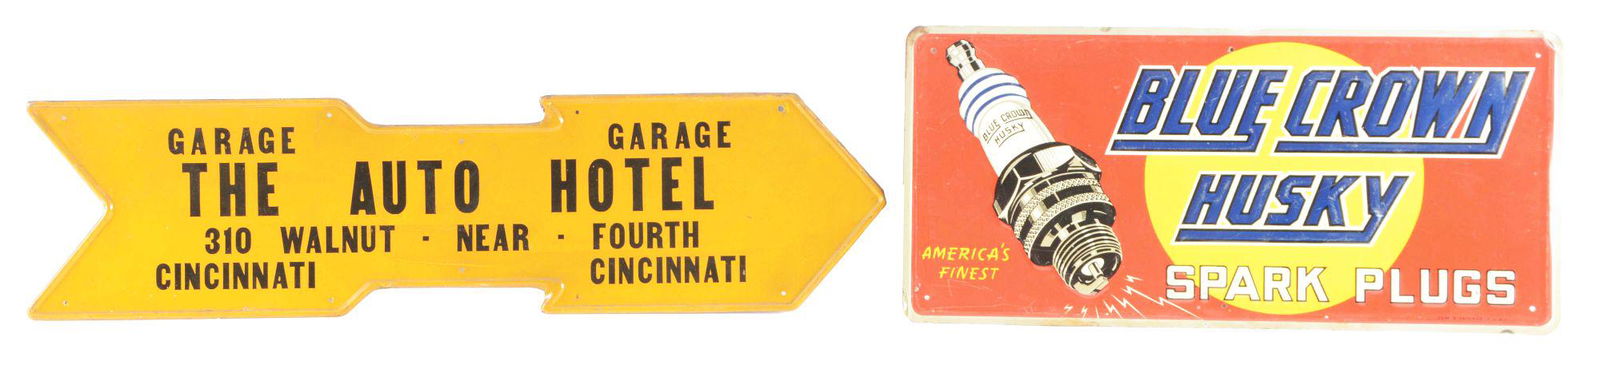 GARAGE GARAGE
THE AUTO HOTEL
310 WALNUT - NEAR - FOURTH
CINCINNATI CINCINNATI
BLUE CROWN
HUSKY
BLUE CROWN
HUSKY
AMERICA'S
FINEST
SPARK PLUGS